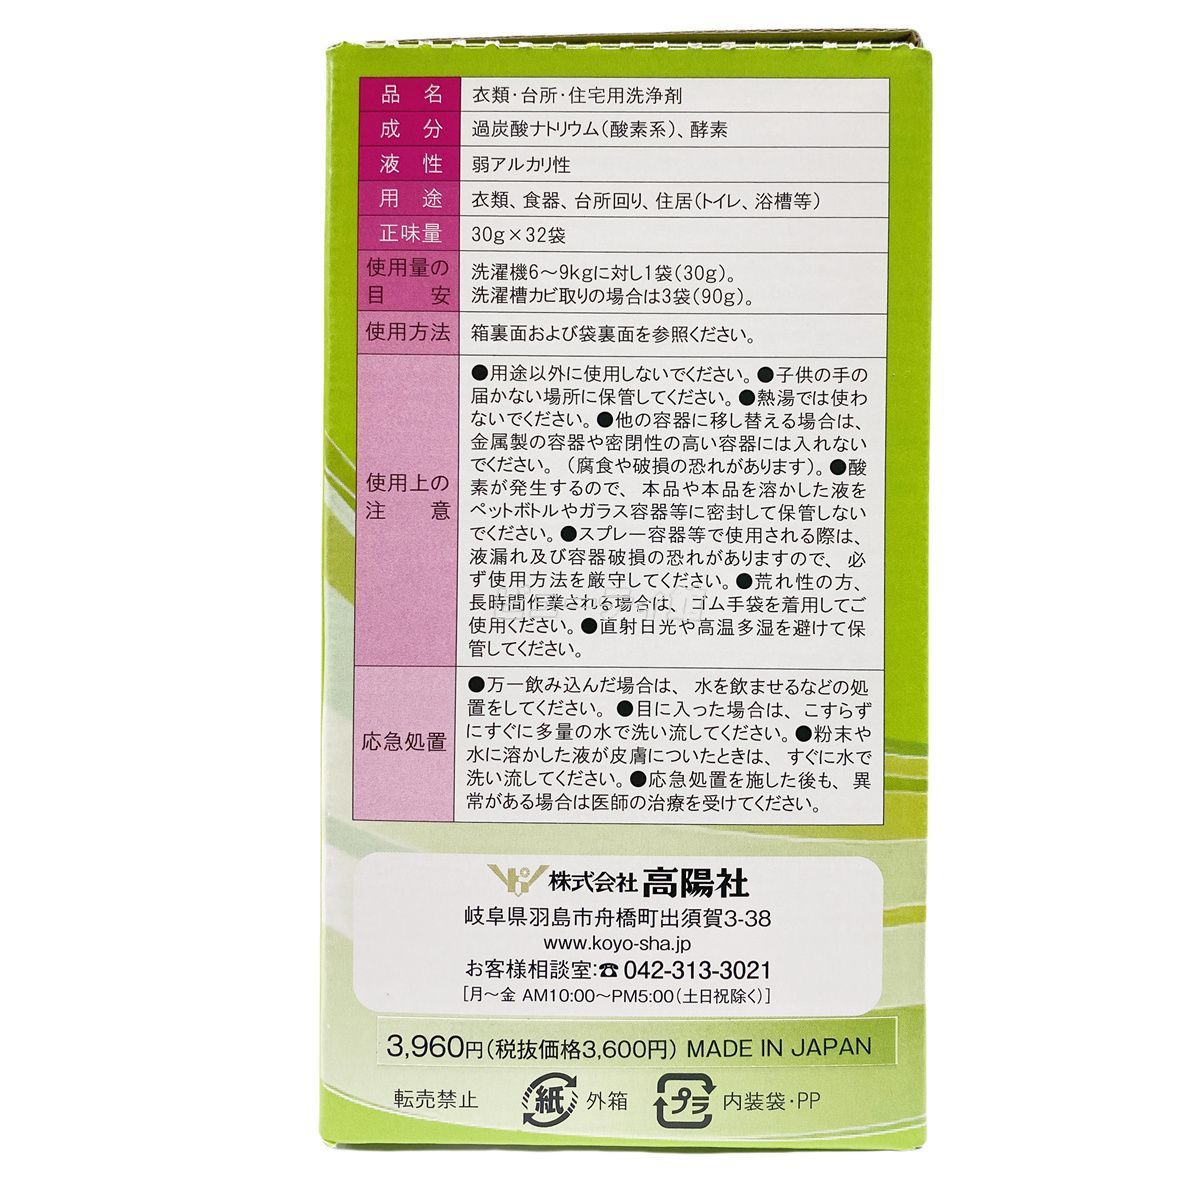 品名 衣類・台所・住宅用洗浄剤
成分 過炭酸ナトリウム(酸素系)、酵素
液性 弱アルカリ性
用途 衣類、食器、台所回り、住居(トイレ、浴槽等)
正味量 30g×32袋
使用量の目安
洗濯機6〜9kgに対し1袋(30g)。
洗濯槽カビ取りの場合は3袋(90g)。
使用方法 箱裏面および袋裏面を参照ください。
使用上の注意
●用途以外に使用しないでください。●子供の手の
届かない場所に保管してください。●熱湯では使わ
ないでください。●他の容器に移し替える場合は、
金属製の容器や密閉性の高い容器には入れない
でください。(腐食や破損の恐れがあります)。●酸
素が発生するので、本品や本品を溶かした液を
ペットボトルやガラス容器等に密封して保管しない
でください。●スプレー容器等で使用される際は、
液漏れ及び容器破損の恐れがありますので、必
ず使用方法を厳守してください。●荒れ性の方、
長時間作業される場合は、ゴム手袋を着用してご
使用ください。●直射日光や高温多湿を避けて保
管してください。
応急処置
●万一飲み込んだ場合は、水を飲ませるなどの処
置をしてください。●目に入った場合は、こすらず
にすぐに多量の水で洗い流してください。●粉末や
水に溶かした液が皮膚についたときは、すぐに水で
洗い流してください。●応急処置を施した後も、異
常がある場合は医師の治療を受けてください。
株式会社 高陽社
岐阜県羽島市舟橋町出須賀3-38
www.koyo-sha.jp
お客様相談室:☎042-313-3021
[月〜金 AM10:00〜PM5:00(土日祝除く)]
3,960円(税抜価格3,600円) MADE IN JAPAN
転売禁止 紙 外箱 プラ 内装袋・PP